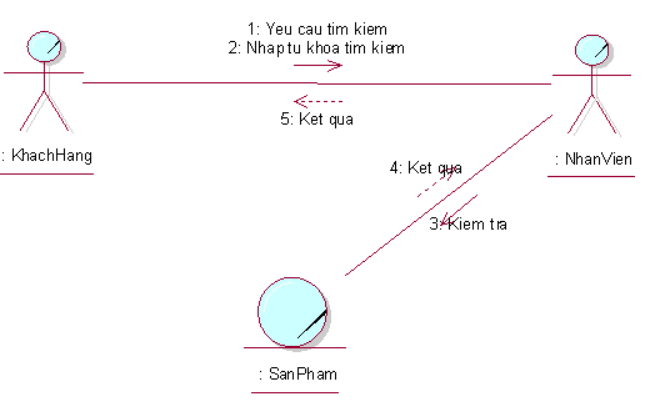 1: Yeu cau tim kiem
2: Nhap tu khoa tim kiem
5: Ket qua
: KhachHang
: NhanVien
4: Ket qua
3: Kiem tra
: SanPham